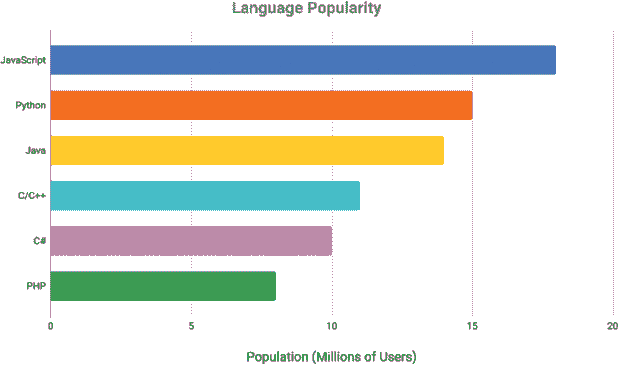 Language Popularity
JavaScript
Python
Java
C/C++
C#
PHP
0 5 10 15 20
Population (Millions of Users)